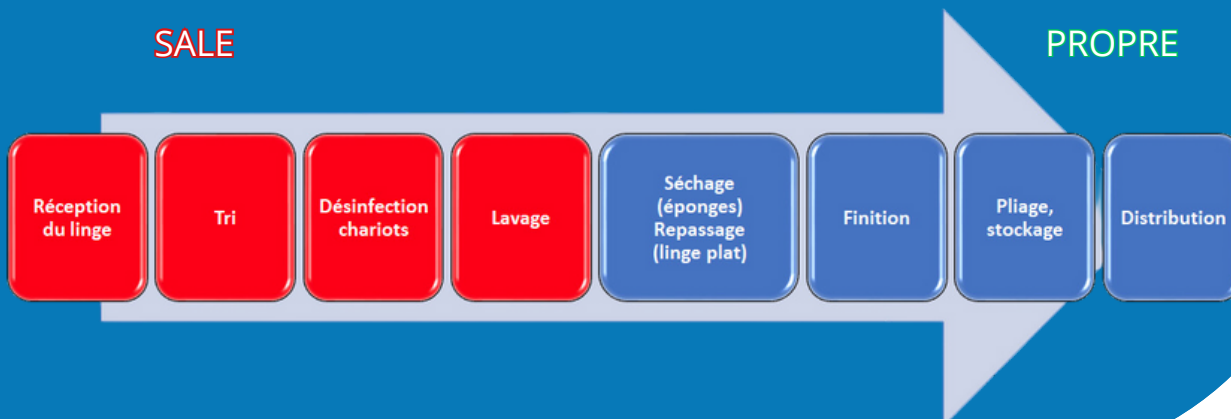 SALE
PROPRE
Réception
du linge
Tri
Désinfection
chariots
Lavage
Séchage
(éponges)
Repassage
(linge plat)
Finition
Pliage,
stockage
Distribution